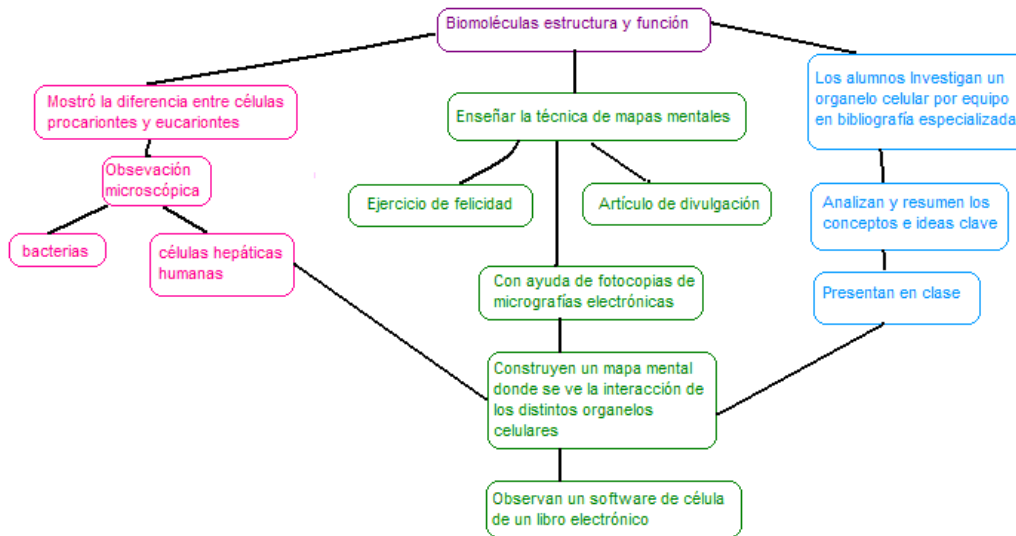 Biomoléculas estructura y función
Mostró la diferencia entre células
procariontes y eucariontes
Obsevación
microscópica
bacterias
células hepáticas
humanas
Enseñar la técnica de mapas mentales
Ejercicio de felicidad
Artículo de divulgación
Con ayuda de fotocopias de
micrografías electrónicas
Construyen un mapa mental
donde se ve la interacción de
los distintos organelos
celulares
Observan un software de célula
de un libro electrónico
Los alumnos Investigan un
organelo celular por equipo
en bibliografía especializada
Analizan y resumen los
conceptos e ideas clave
Presentan en clase